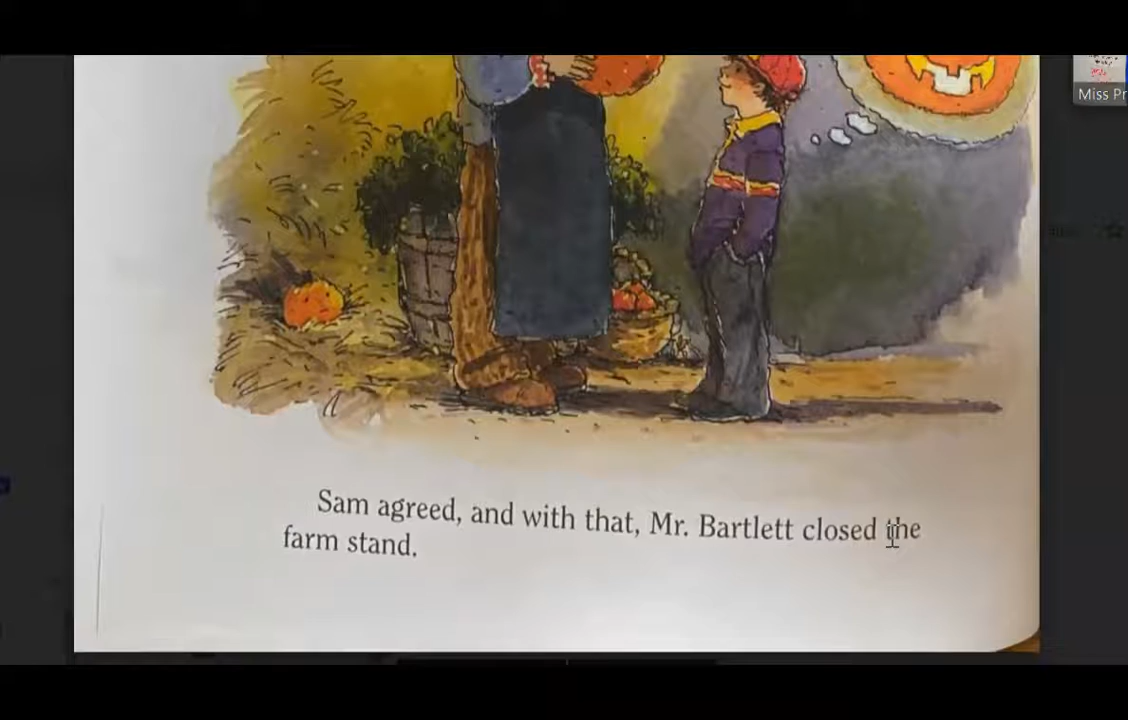 Miss Pr
Sam agreed, and with that, Mr. Bartlett closed the
farm stand.